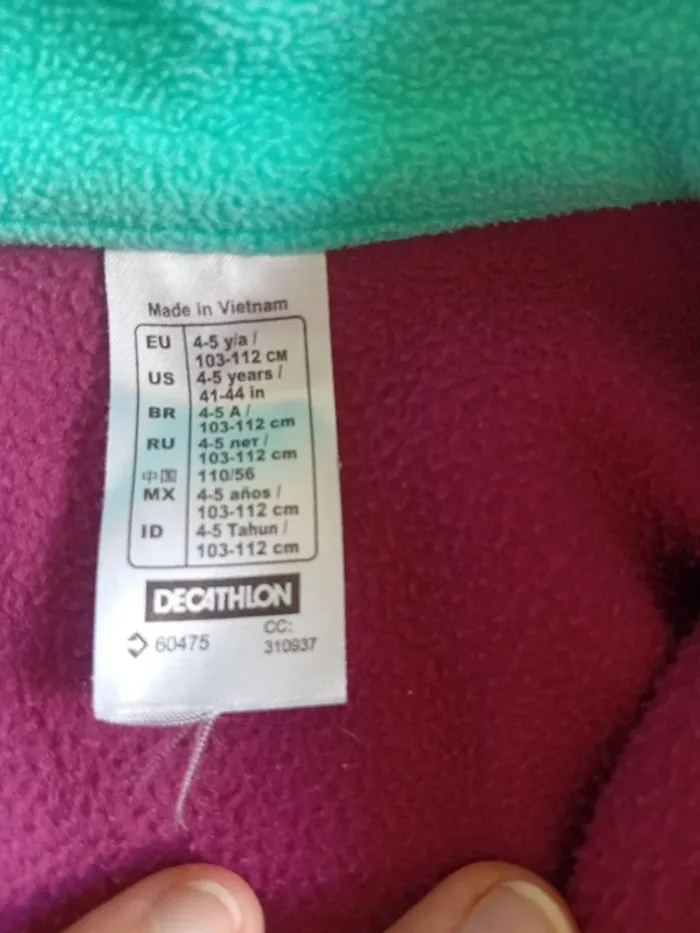 Made in Vietnam
EU 4-5 y/a /
103-112 CM
US 4-5 years /
41-44 in
BR 4-5 A /
103-112 cm
RU 4-5 лет /
103-112 cm
中国 110/56
MX 4-5 años /
103-112 cm
ID 4-5 Tahun /
103-112 cm
DECATHLON
60475 CC:
310937